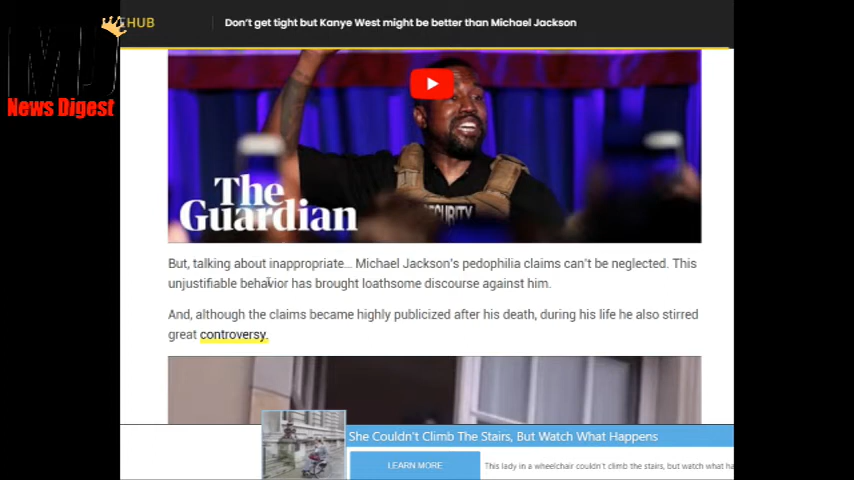 HUB
Don't get tight but Kanye West might be better than Michael Jackson
MJ
News Digest
SECURITY
The
Guardian
But, talking about inappropriate... Michael Jackson's pedophilia claims can't be neglected. This
unjustifiable behavior has brought loathsome discourse against him.
And, although the claims became highly publicized after his death, during his life he also stirred
great controversy.
She Couldn't Climb The Stairs, But Watch What Happens
LEARN MORE
This lady in a wheelchair couldn't climb the stairs, but watch what ha